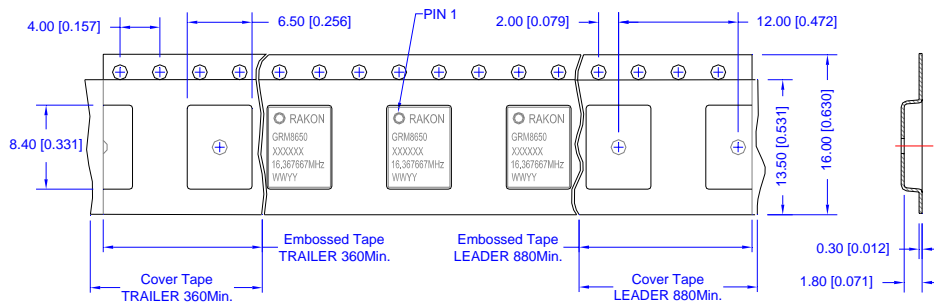 4.00 [0.157]
6.50 [0.256]
PIN 1
2.00 [0.079]
12.00 [0.472]
8.40 [0.331]
RAKON
GRM8650
XXXXXX
16,367667MHz
WWYY
RAKON
GRM8650
XXXXXX
16,367667MHz
WWYY
RAKON
GRM8650
XXXXXX
16,367667MHz
WWYY
13.50 [0.531]
16.00 [0.630]
Embossed Tape
TRAILER 360Min.
Embossed Tape
LEADER 880Min.
Cover Tape
TRAILER 360Min.
Cover Tape
LEADER 880Min.
0.30 [0.012]
1.80 [0.071]